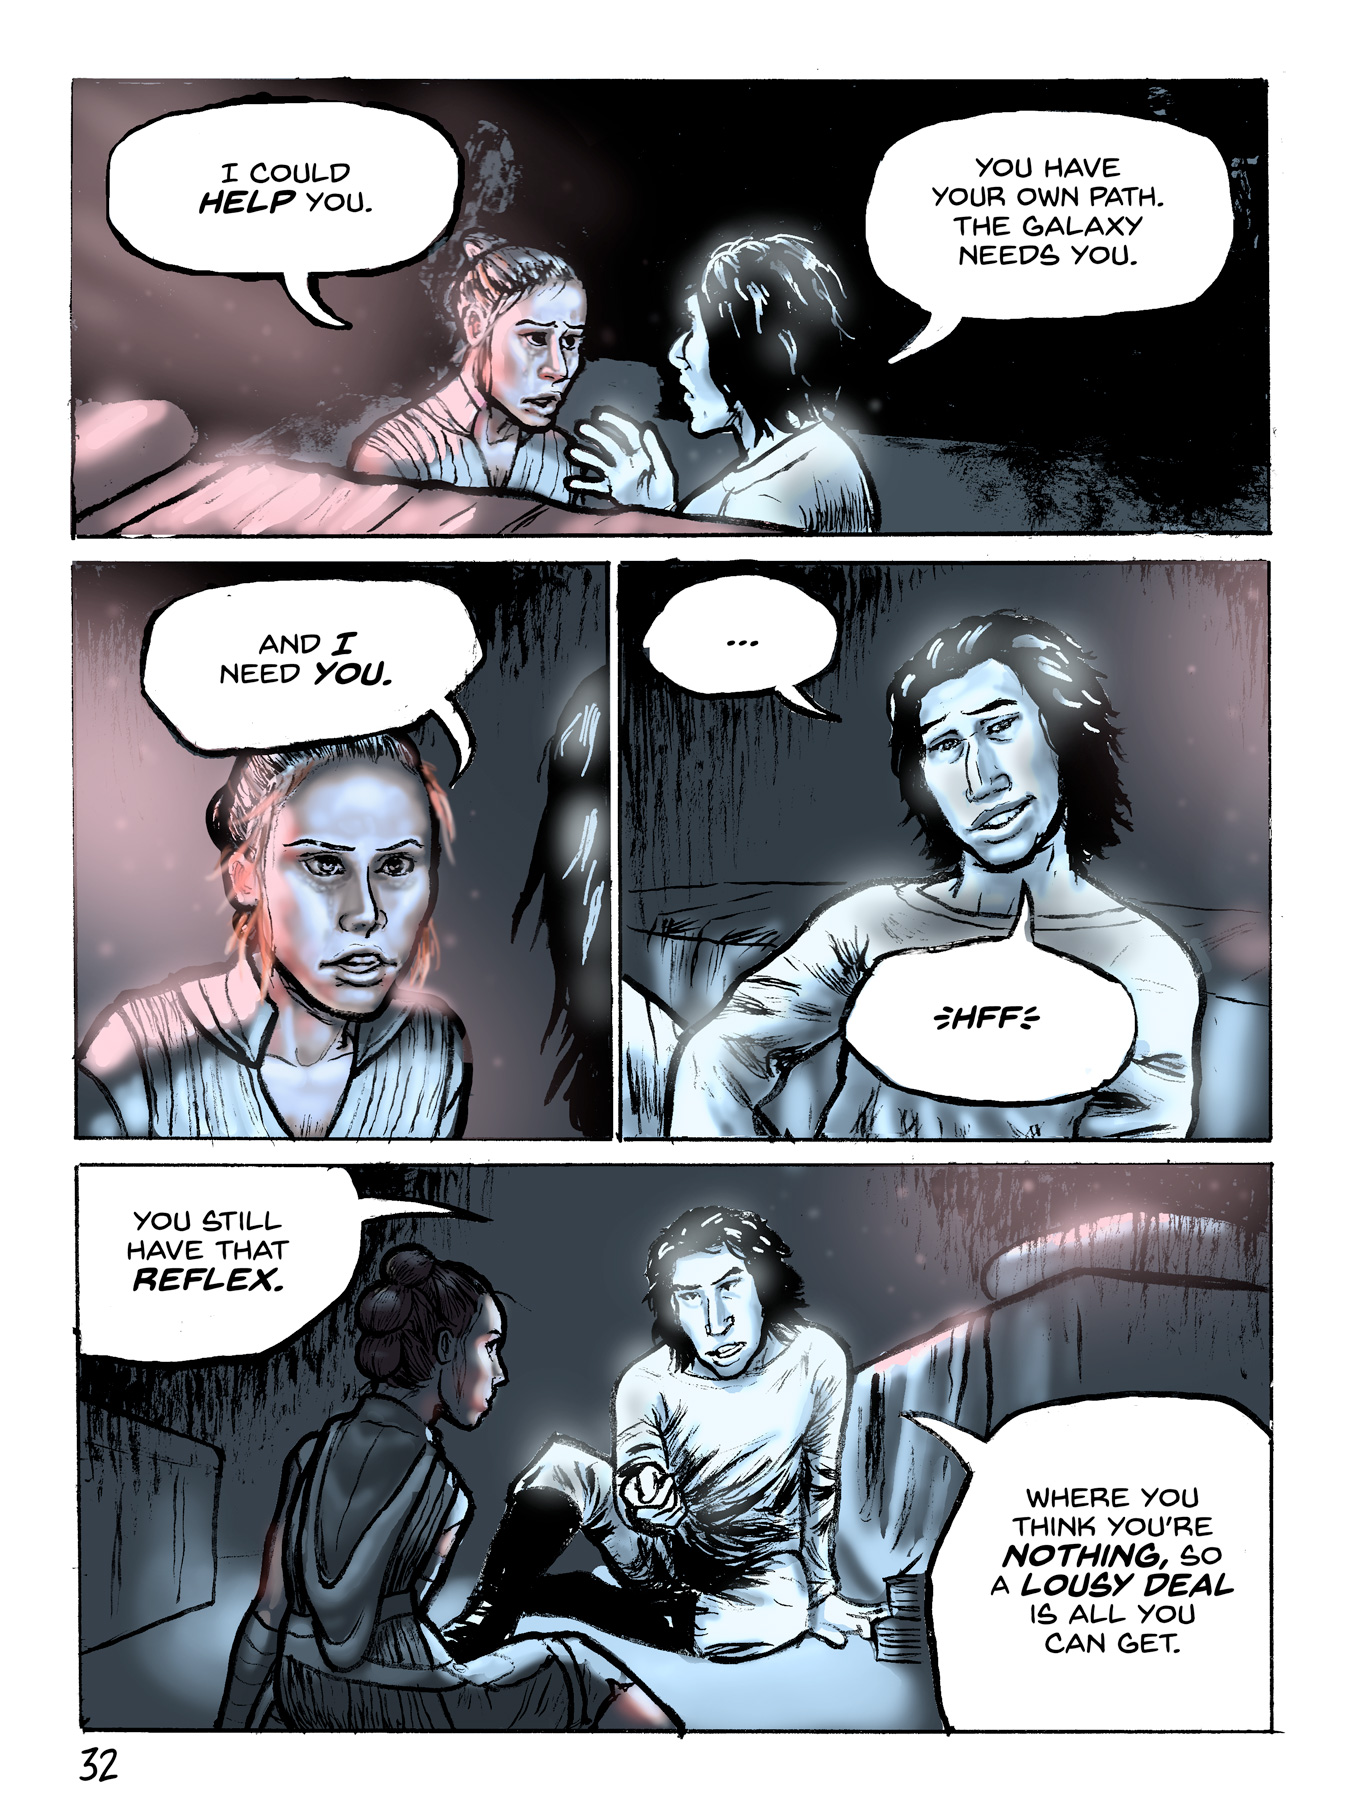 I COULD
HELP YOU.
YOU HAVE
YOUR OWN PATH.
THE GALAXY
NEEDS YOU.
AND I
NEED YOU.
...
HFF
YOU STILL
HAVE THAT
REFLEX.
WHERE YOU
THINK YOU'RE
NOTHING, SO
A LOUSY DEAL
IS ALL YOU
CAN GET.
32